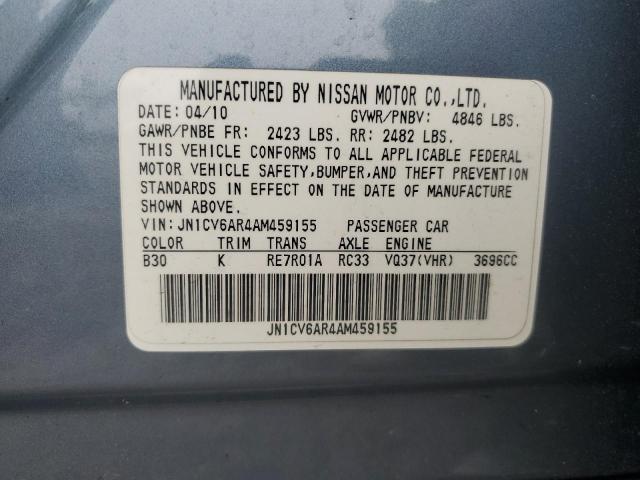 MANUFACTURED BY NISSAN MOTOR CO.,LTD.
DATE: 04/10 GVWR/PNBV: 4846 LBS.
GAWR/PNBE FR: 2423 LBS. RR: 2482 LBS.
THIS VEHICLE CONFORMS TO ALL APPLICABLE FEDERAL
MOTOR VEHICLE SAFETY,BUMPER,AND THEFT PREVENTION
STANDARDS IN EFFECT ON THE DATE OF MANUFACTURE
SHOWN ABOVE.
VIN: JN1CV6AR4AM459155 PASSENGER CAR
COLOR TRIM TRANS AXLE ENGINE
B30 K RE7R01A RC33 VQ37(VHR) 3696CC
JN1CV6AR4AM459155